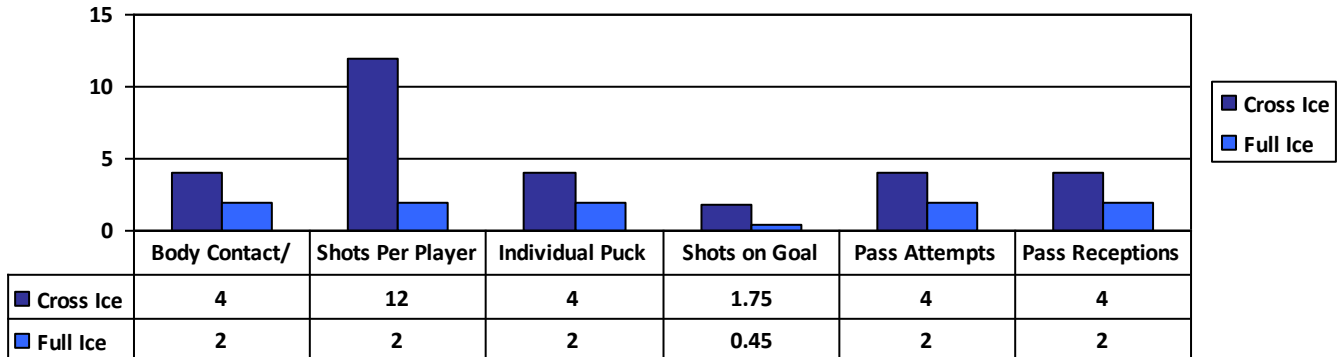 15
10
5
0
Cross Ice
Full Ice
Body Contact/ Shots Per Player Individual Puck Shots on Goal Pass Attempts Pass Receptions
Cross Ice 4 12 4 1.75 4 4
Full Ice 2 2 2 0.45 2 2